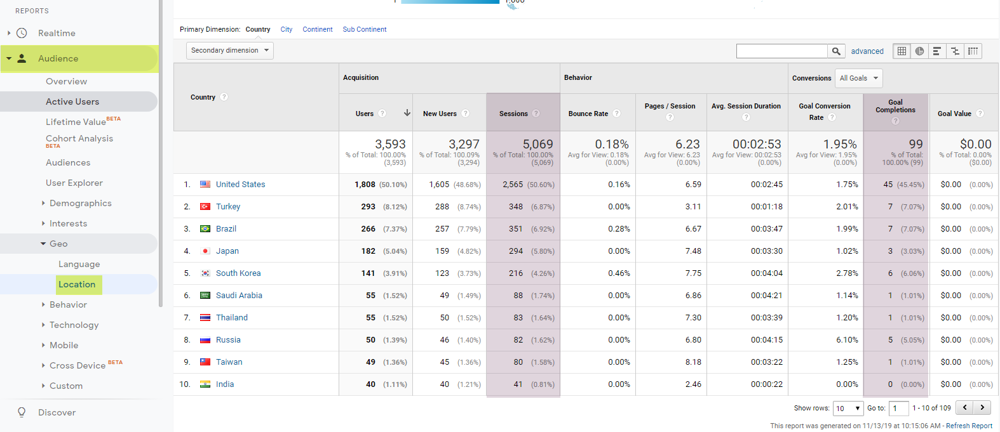 REPORTS
Realtime
Audience
Overview
Active Users
Lifetime Value BETA
Cohort Analysis
BETA
Audiences
User Explorer
Demographics
Interests
Geo
Language
Location
Behavior
Technology
Mobile
Cross Device BETA
Custom
Discover
1 1,808
Primary Dimension: Country City Continent Sub Continent
Secondary dimension
advanced
Country ? Acquisition Behavior Conversions All Goals
Users ? New Users ? Sessions ? Bounce Rate ? Pages / Session ? Avg. Session Duration ? Goal Conversion Rate ? Goal Completions ? Goal Value ?
3,593 3,297 5,069 0.18% 6.23 00:02:53 1.95% 99 $0.00
% of Total: 100.00% % of Total: 100.09% % of Total: 100.00% Avg for View: 0.18% Avg for View: 6.23 Avg for View: 00:02:53 Avg for View: 1.95% % of Total: % of Total: 0.00%
(3,593) (3,294) (5,069) (0.00%) (0.00%) (0.00%) (0.00%) 100.00% (99) ($0.00)
1. United States 1,808 (50.10%) 1,605 (48.68%) 2,565 (50.60%) 0.16% 6.59 00:02:45 1.75% 45 (45.45%) $0.00 (0.00%)
2. Turkey 293 (8.12%) 288 (8.74%) 348 (6.87%) 0.00% 3.11 00:01:18 2.01% 7 (7.07%) $0.00 (0.00%)
3. Brazil 266 (7.37%) 257 (7.79%) 351 (6.92%) 0.28% 6.67 00:03:47 1.99% 7 (7.07%) $0.00 (0.00%)
4. Japan 182 (5.04%) 159 (4.82%) 294 (5.80%) 0.00% 7.48 00:03:30 1.02% 3 (3.03%) $0.00 (0.00%)
5. South Korea 141 (3.91%) 123 (3.73%) 216 (4.26%) 0.46% 7.75 00:04:04 2.78% 6 (6.06%) $0.00 (0.00%)
6. Saudi Arabia 55 (1.52%) 49 (1.49%) 88 (1.74%) 0.00% 6.86 00:04:21 1.14% 1 (1.01%) $0.00 (0.00%)
7. Thailand 55 (1.52%) 50 (1.52%) 83 (1.64%) 0.00% 7.30 00:03:39 1.20% 1 (1.01%) $0.00 (0.00%)
8. Russia 50 (1.39%) 46 (1.40%) 82 (1.62%) 0.00% 6.80 00:04:15 6.10% 5 (5.05%) $0.00 (0.00%)
9. Taiwan 49 (1.36%) 45 (1.36%) 80 (1.58%) 0.00% 8.18 00:03:22 1.25% 1 (1.01%) $0.00 (0.00%)
10. India 40 (1.11%) 40 (1.21%) 41 (0.81%) 0.00% 2.46 00:00:22 0.00% 0 (0.00%) $0.00 (0.00%)
Show rows: 10 Go to: 1 1 - 10 of 109
This report was generated on 11/13/19 at 10:15:06 AM - Refresh Report